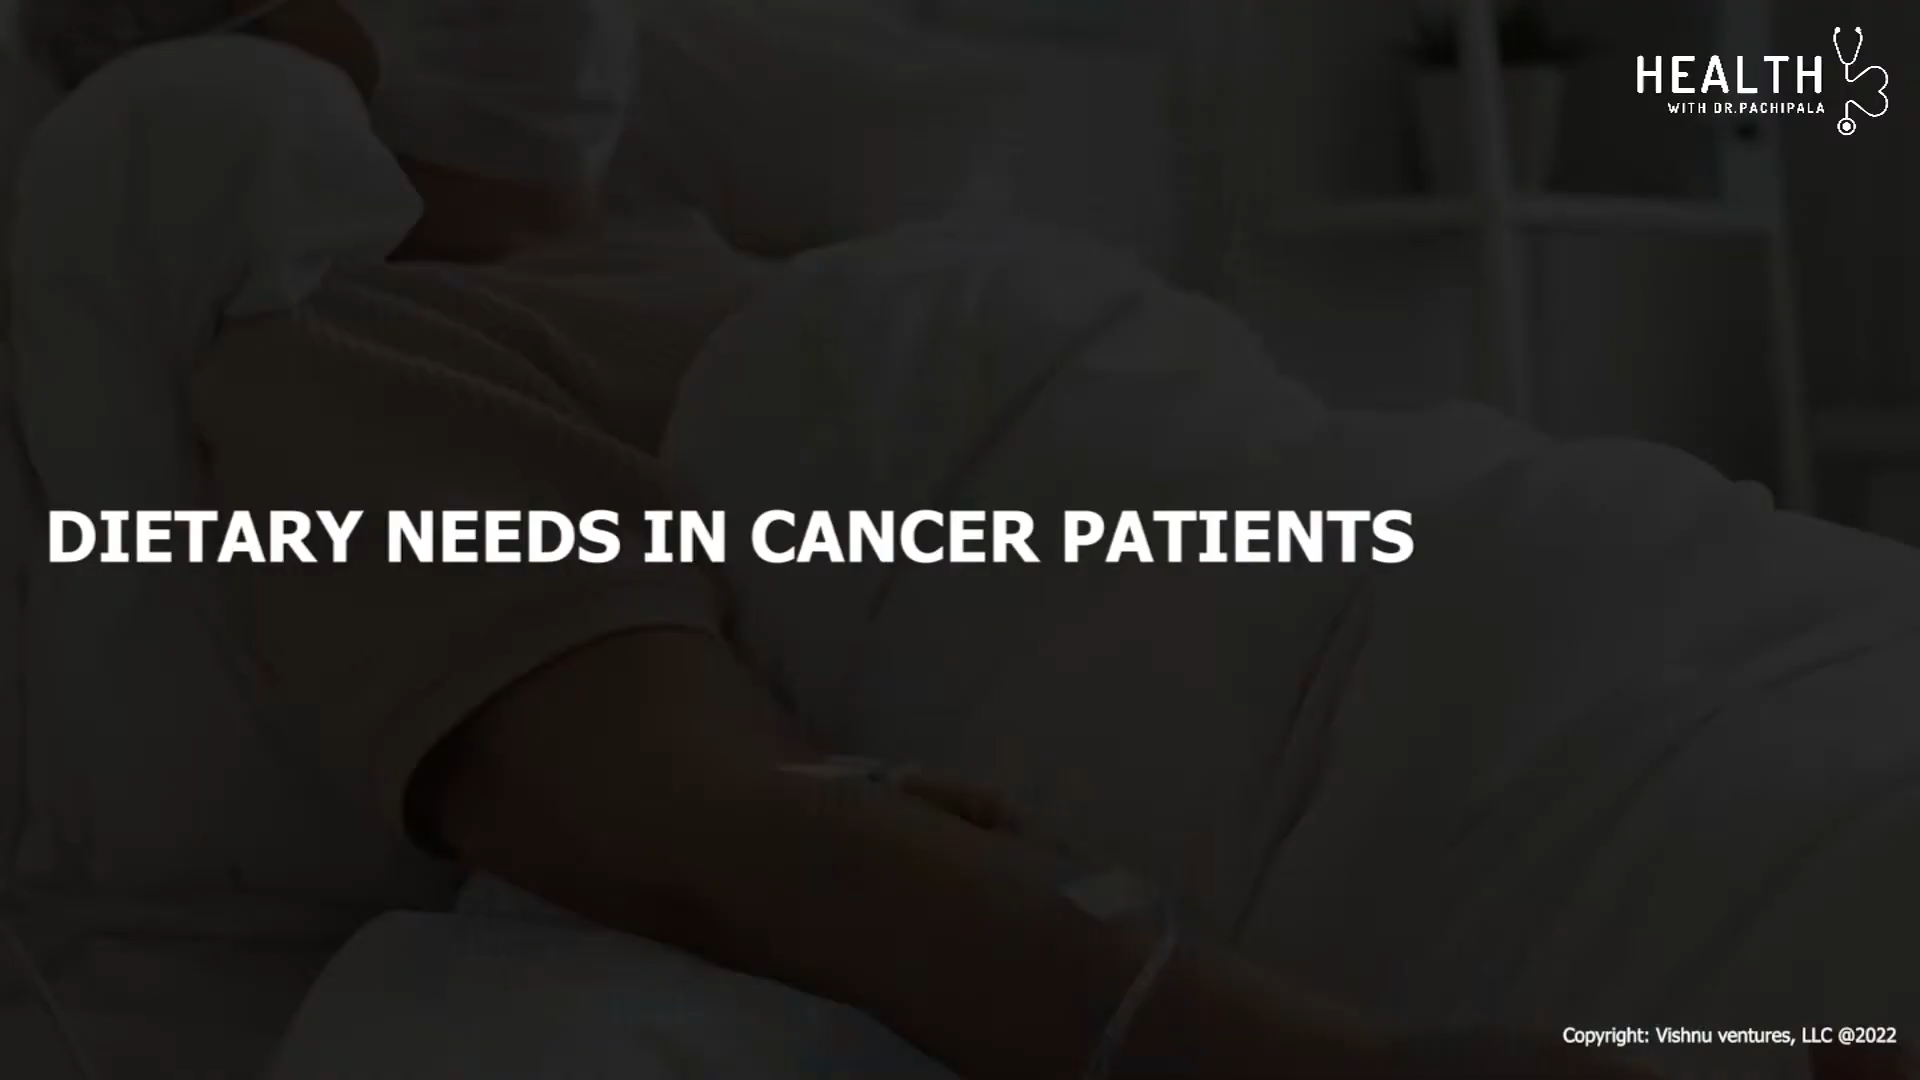 HEALTH
WITH DR.PACHIPALA
DIETARY NEEDS IN CANCER PATIENTS
Copyright: Vishnu ventures, LLC @2022